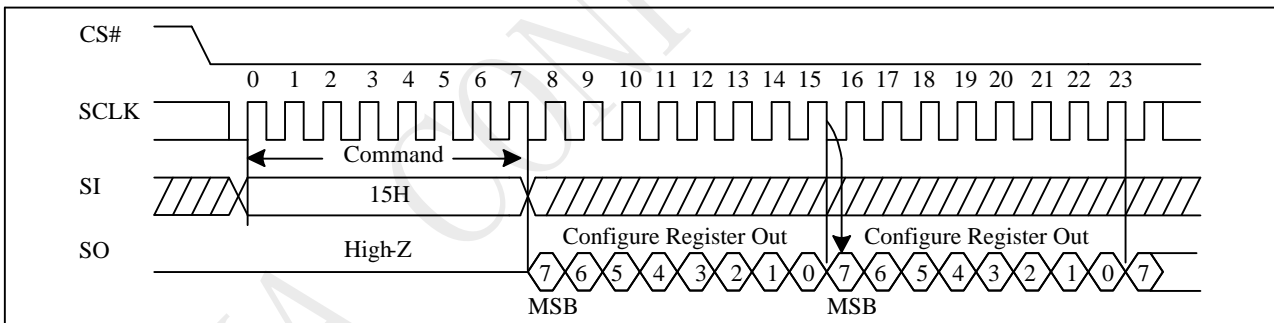 CS#
0 1 2 3 4 5 6 7 8 9 10 11 12 13 14 15 16 17 18 19 20 21 22 23
SCLK
Command
SI
15H
Configure Register Out Configure Register Out
SO
High-Z
7 6 5 4 3 2 1 0 7 6 5 4 3 2 1 0 7
MSB MSB